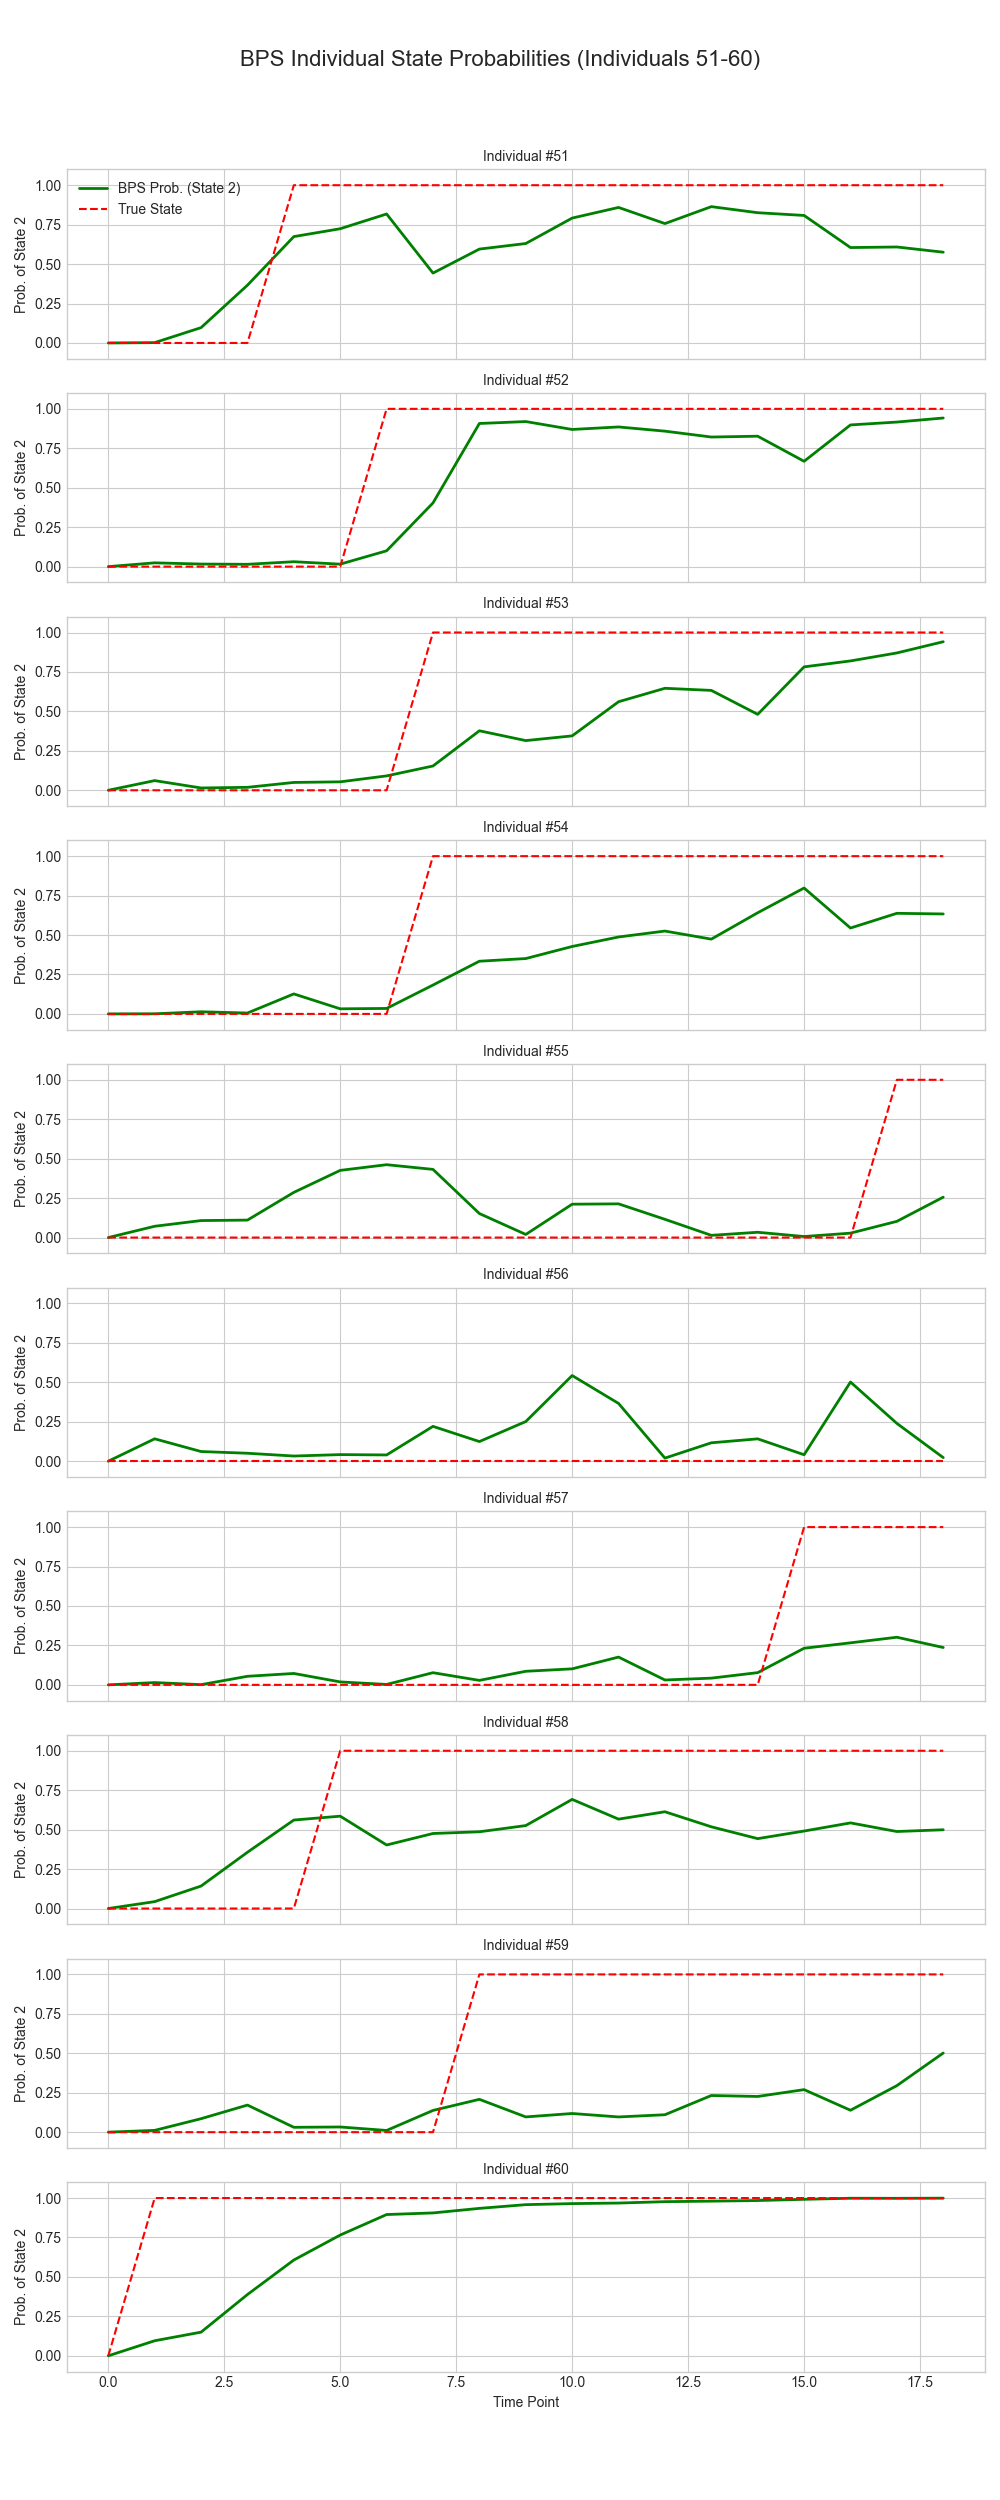 BPS Individual State Probabilities (Individuals 51-60)
Individual #51
Prob. of State 2
1.00
0.75
0.50
0.25
0.00
BPS Prob. (State 2)
True State
Individual #52
Prob. of State 2
1.00
0.75
0.50
0.25
0.00
Individual #53
Prob. of State 2
1.00
0.75
0.50
0.25
0.00
Individual #54
Prob. of State 2
1.00
0.75
0.50
0.25
0.00
Individual #55
Prob. of State 2
1.00
0.75
0.50
0.25
0.00
Individual #56
Prob. of State 2
1.00
0.75
0.50
0.25
0.00
Individual #57
Prob. of State 2
1.00
0.75
0.50
0.25
0.00
Individual #58
Prob. of State 2
1.00
0.75
0.50
0.25
0.00
Individual #59
Prob. of State 2
1.00
0.75
0.50
0.25
0.00
Individual #60
Prob. of State 2
1.00
0.75
0.50
0.25
0.00
0.0 2.5 5.0 7.5 10.0 12.5 15.0 17.5
Time Point